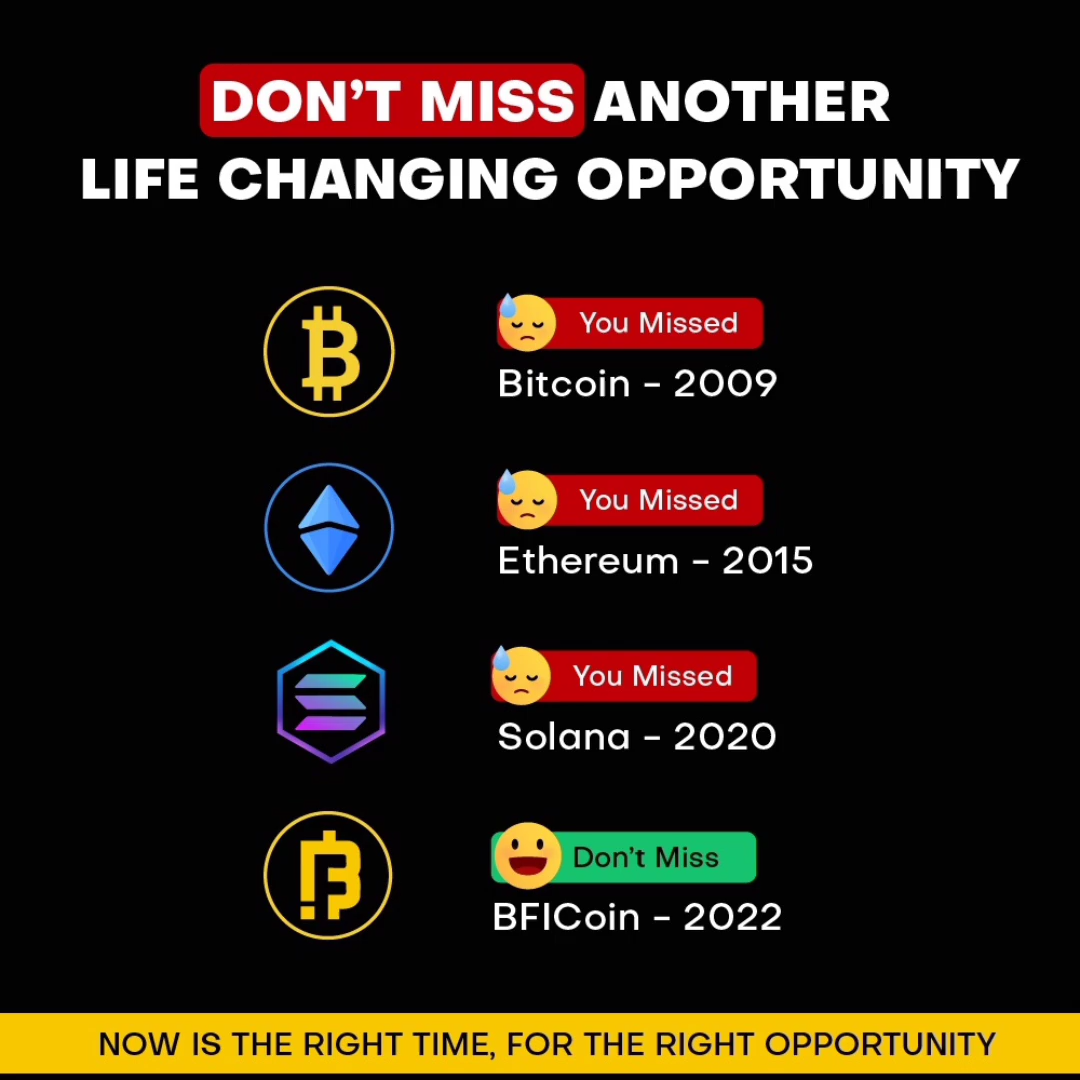 DON'T MISS ANOTHER
LIFE CHANGING OPPORTUNITY
You Missed
Bitcoin - 2009
You Missed
Ethereum - 2015
You Missed
Solana - 2020
Don't Miss
BFICoin - 2022
NOW IS THE RIGHT TIME, FOR THE RIGHT OPPORTUNITY